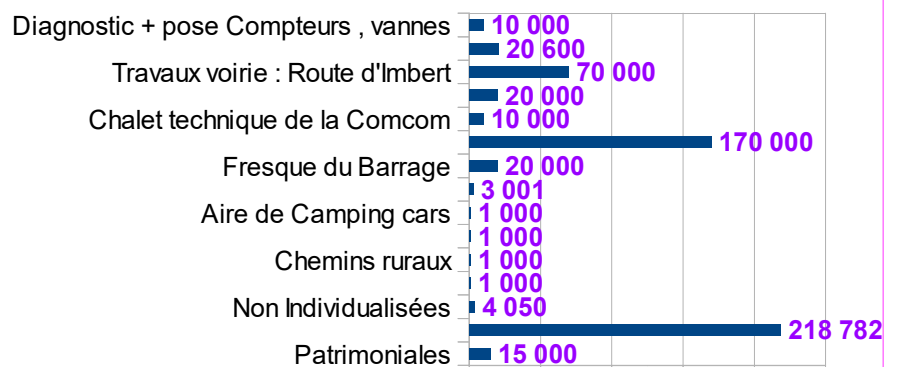 Diagnostic + pose Compteurs , vannes 10 000
20 600
Travaux voirie : Route d'Imbert 70 000
20 000
Chalet technique de la Comcom 10 000
170 000
Fresque du Barrage 20 000
3 001
Aire de Camping cars 1 000
1 000
Chemins ruraux 1 000
1 000
Non Individualisées 4 050
218 782
Patrimoniales 15 000